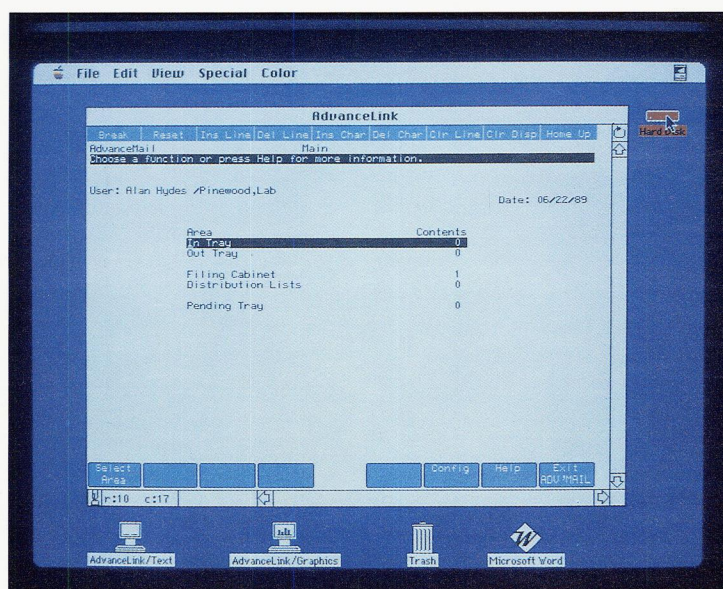 File Edit View Special Color
AdvanceLink
Hard Disk
Break Reset Ins Line Del Line Ins Char Del Char Clr Line Clr Disp Home Up
AdvanceMail Main
Choose a function or press Help for more information.
User: Alan Hydes /Pinewood,Lab
Date: 06/22/89
Area Contents
In Tray 0
Out Tray 0
Filing Cabinet 1
Distribution Lists 0
Pending Tray 0
Select Area Config Help Exit ADV'MAIL
r:10 c:17
AdvanceLink/Text AdvanceLink/Graphics Trash Microsoft Word